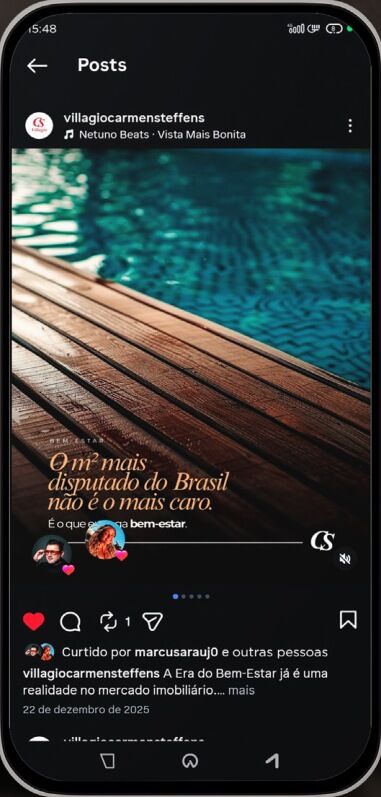 15:48
Posts
CS
villagiocarmensteffens
Netuno Beats · Vista Mais Bonita
BEM-ESTAR
O m² mais
disputado do Brasil
não é o mais caro.
É o que bem-estar.
CS
1
Curtido por marcusarauj0 e outras pessoas
villagiocarmensteffens A Era do Bem-Estar já é uma
realidade no mercado imobiliário.... mais
22 de dezembro de 2025